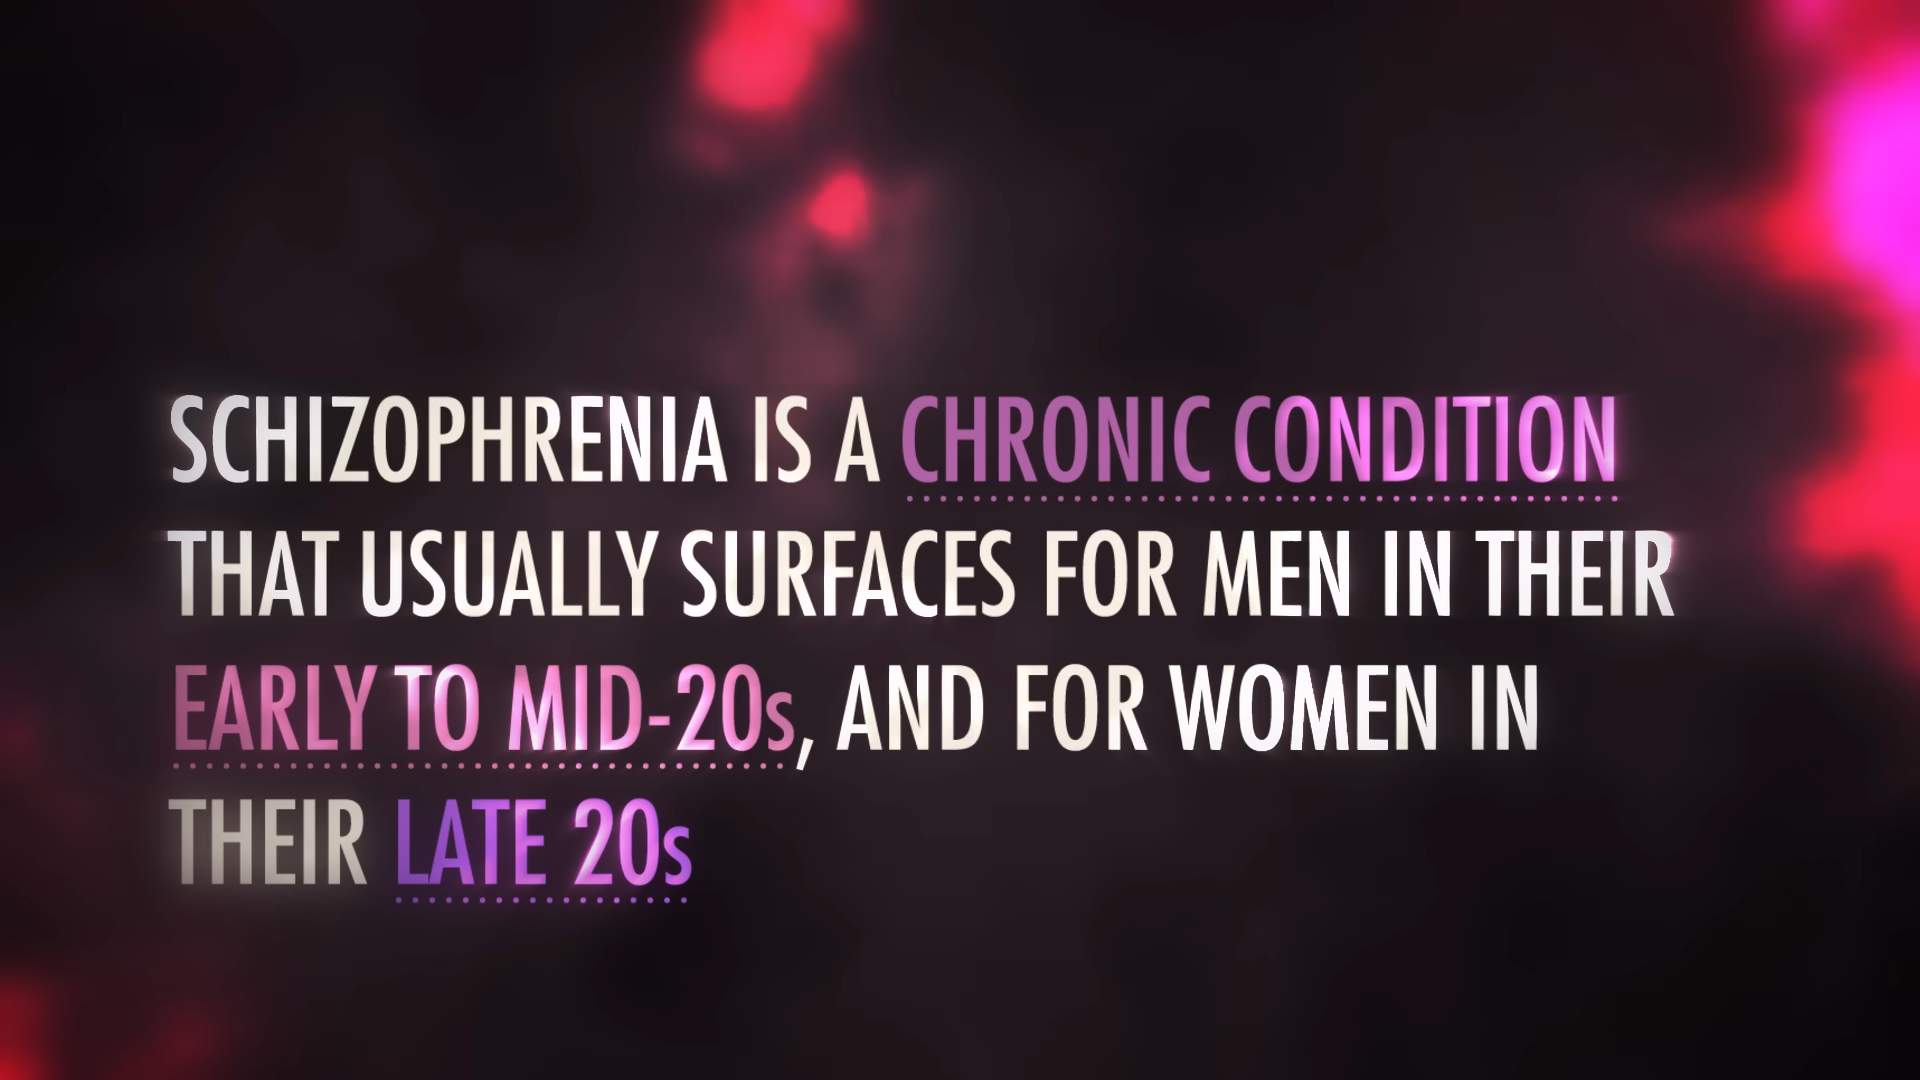 SCHIZOPHRENIA IS A CHRONIC CONDITION
THAT USUALLY SURFACES FOR MEN IN THEIR
EARLY TO MID-20s, AND FOR WOMEN IN
THEIR LATE 20s